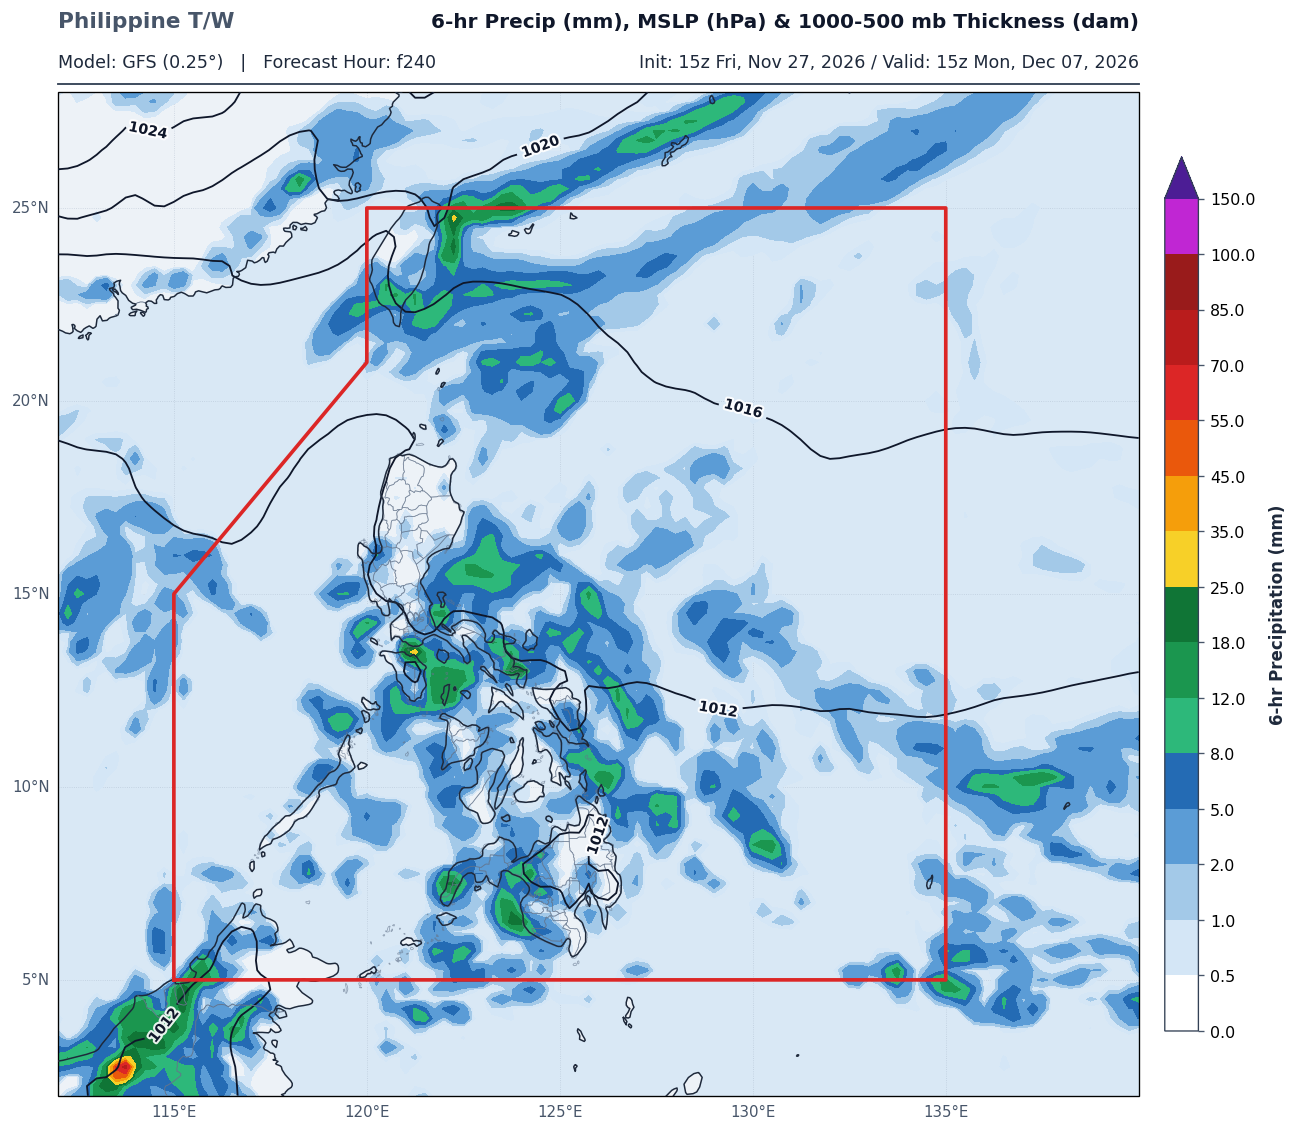 Philippine T/W
6-hr Precip (mm), MSLP (hPa) & 1000-500 mb Thickness (dam)
Model: GFS (0.25°) | Forecast Hour: f240
Init: 15z Fri, Nov 27, 2026 / Valid: 15z Mon, Dec 07, 2026
1024
1020
1016
1012
1012
1012
25°N
20°N
15°N
10°N
5°N
115°E
120°E
125°E
130°E
135°E
150.0
100.0
85.0
70.0
55.0
45.0
35.0
25.0
18.0
12.0
8.0
5.0
2.0
1.0
0.5
0.0
6-hr Precipitation (mm)